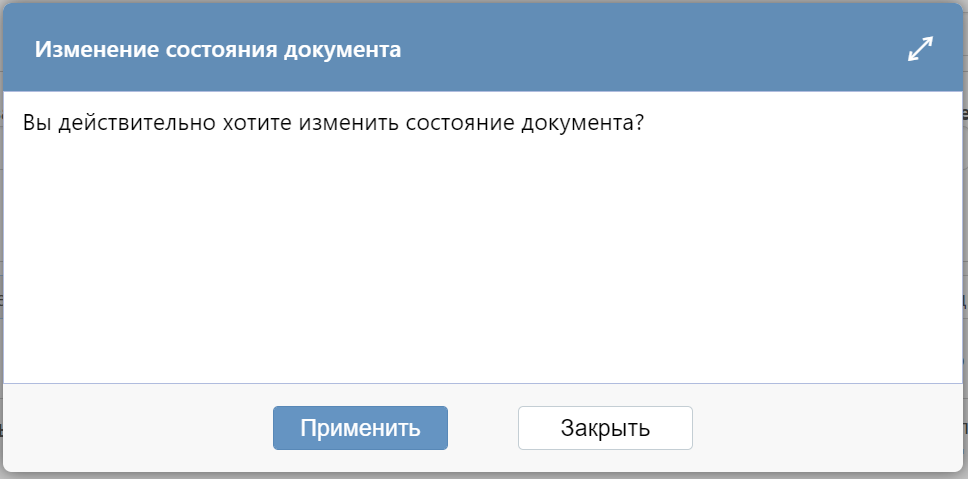 Изменение состояния документа
Вы действительно хотите изменить состояние документа?
Применить
Закрыть